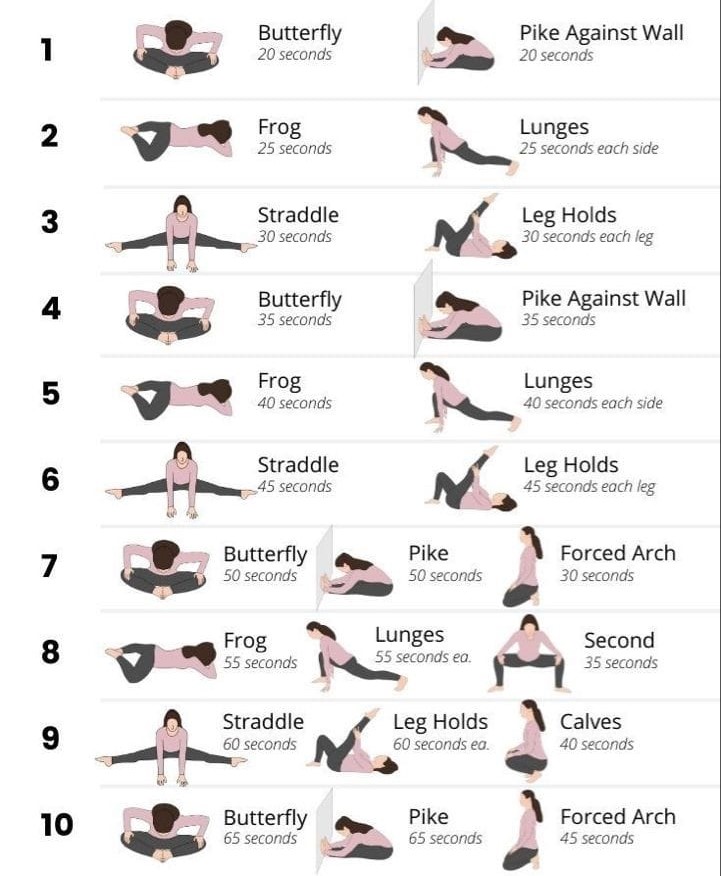 1
Butterfly
20 seconds
Pike Against Wall
20 seconds
2
Frog
25 seconds
Lunges
25 seconds each side
3
Straddle
30 seconds
Leg Holds
30 seconds each leg
4
Butterfly
35 seconds
Pike Against Wall
35 seconds
5
Frog
40 seconds
Lunges
40 seconds each side
6
Straddle
45 seconds
Leg Holds
45 seconds each leg
7
Butterfly
50 seconds
Pike
50 seconds
Forced Arch
30 seconds
8
Frog
55 seconds
Lunges
55 seconds ea.
Second
35 seconds
9
Straddle
60 seconds
Leg Holds
60 seconds ea.
Calves
40 seconds
10
Butterfly
65 seconds
Pike
65 seconds
Forced Arch
45 seconds